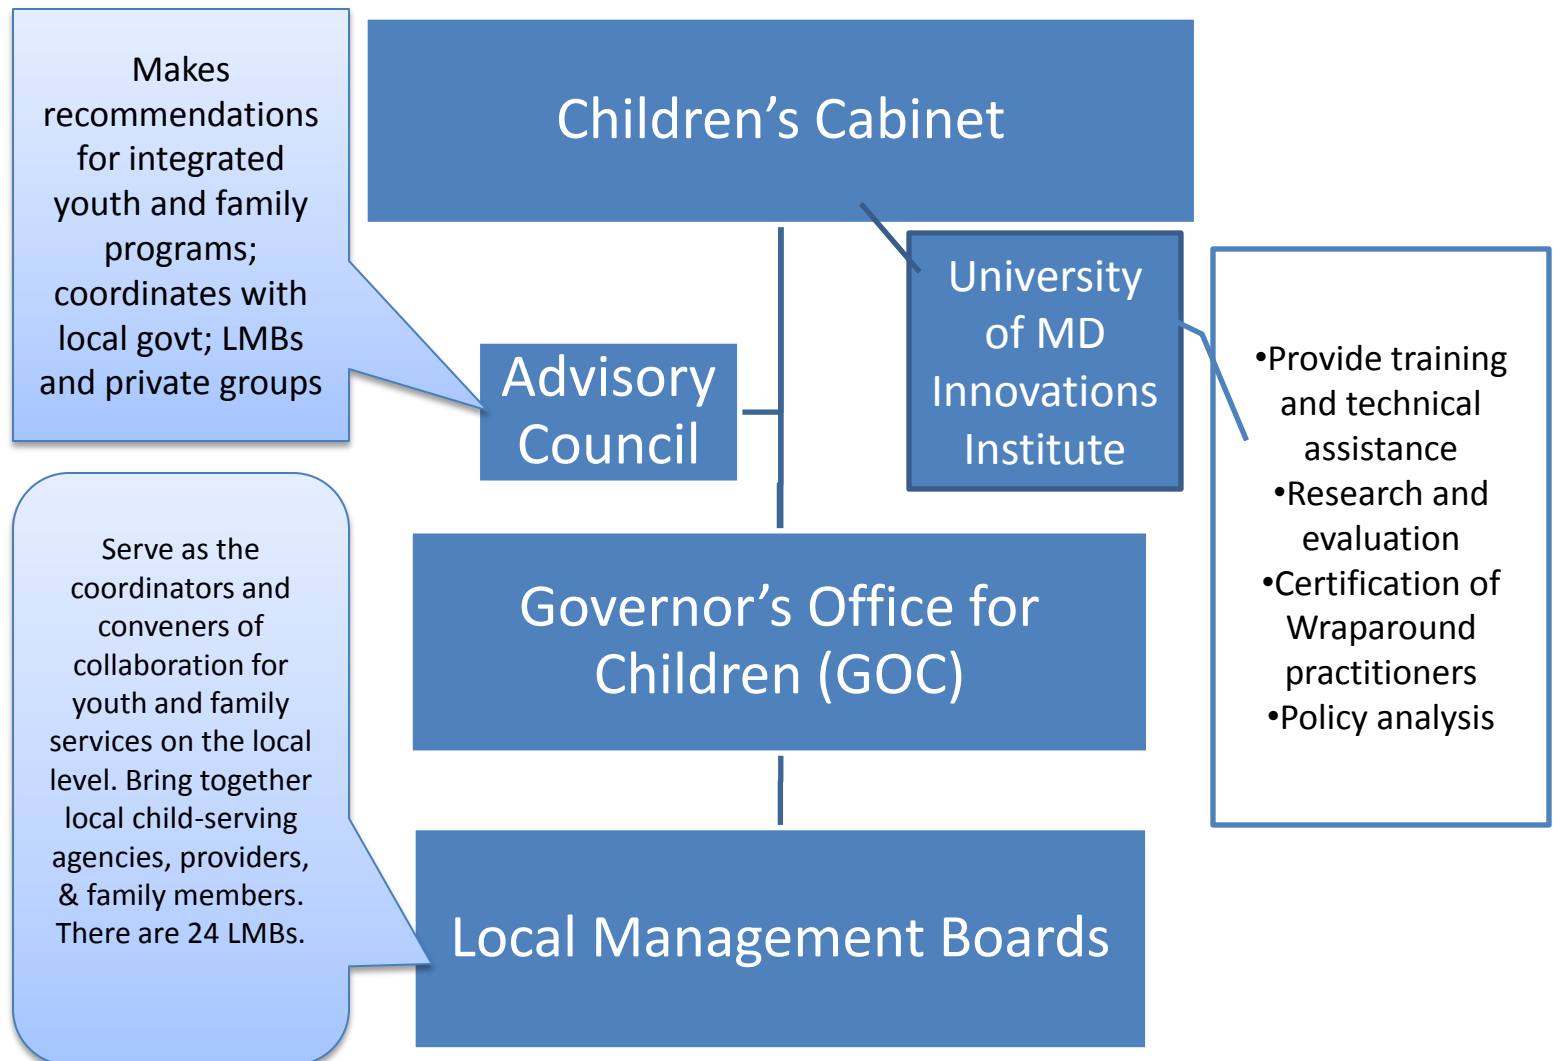 Makes
recommendations
for integrated
youth and family
programs;
coordinates with
local govt; LMBs
and private groups
Children’s Cabinet
Advisory
Council
University
of MD
Innovations
Institute
•Provide training
and technical
assistance
•Research and
evaluation
•Certification of
Wraparound
practitioners
•Policy analysis
Governor’s Office for
Children (GOC)
Serve as the
coordinators and
conveners of
collaboration for
youth and family
services on the local
level. Bring together
local child-serving
agencies, providers,
& family members.
There are 24 LMBs.
Local Management Boards